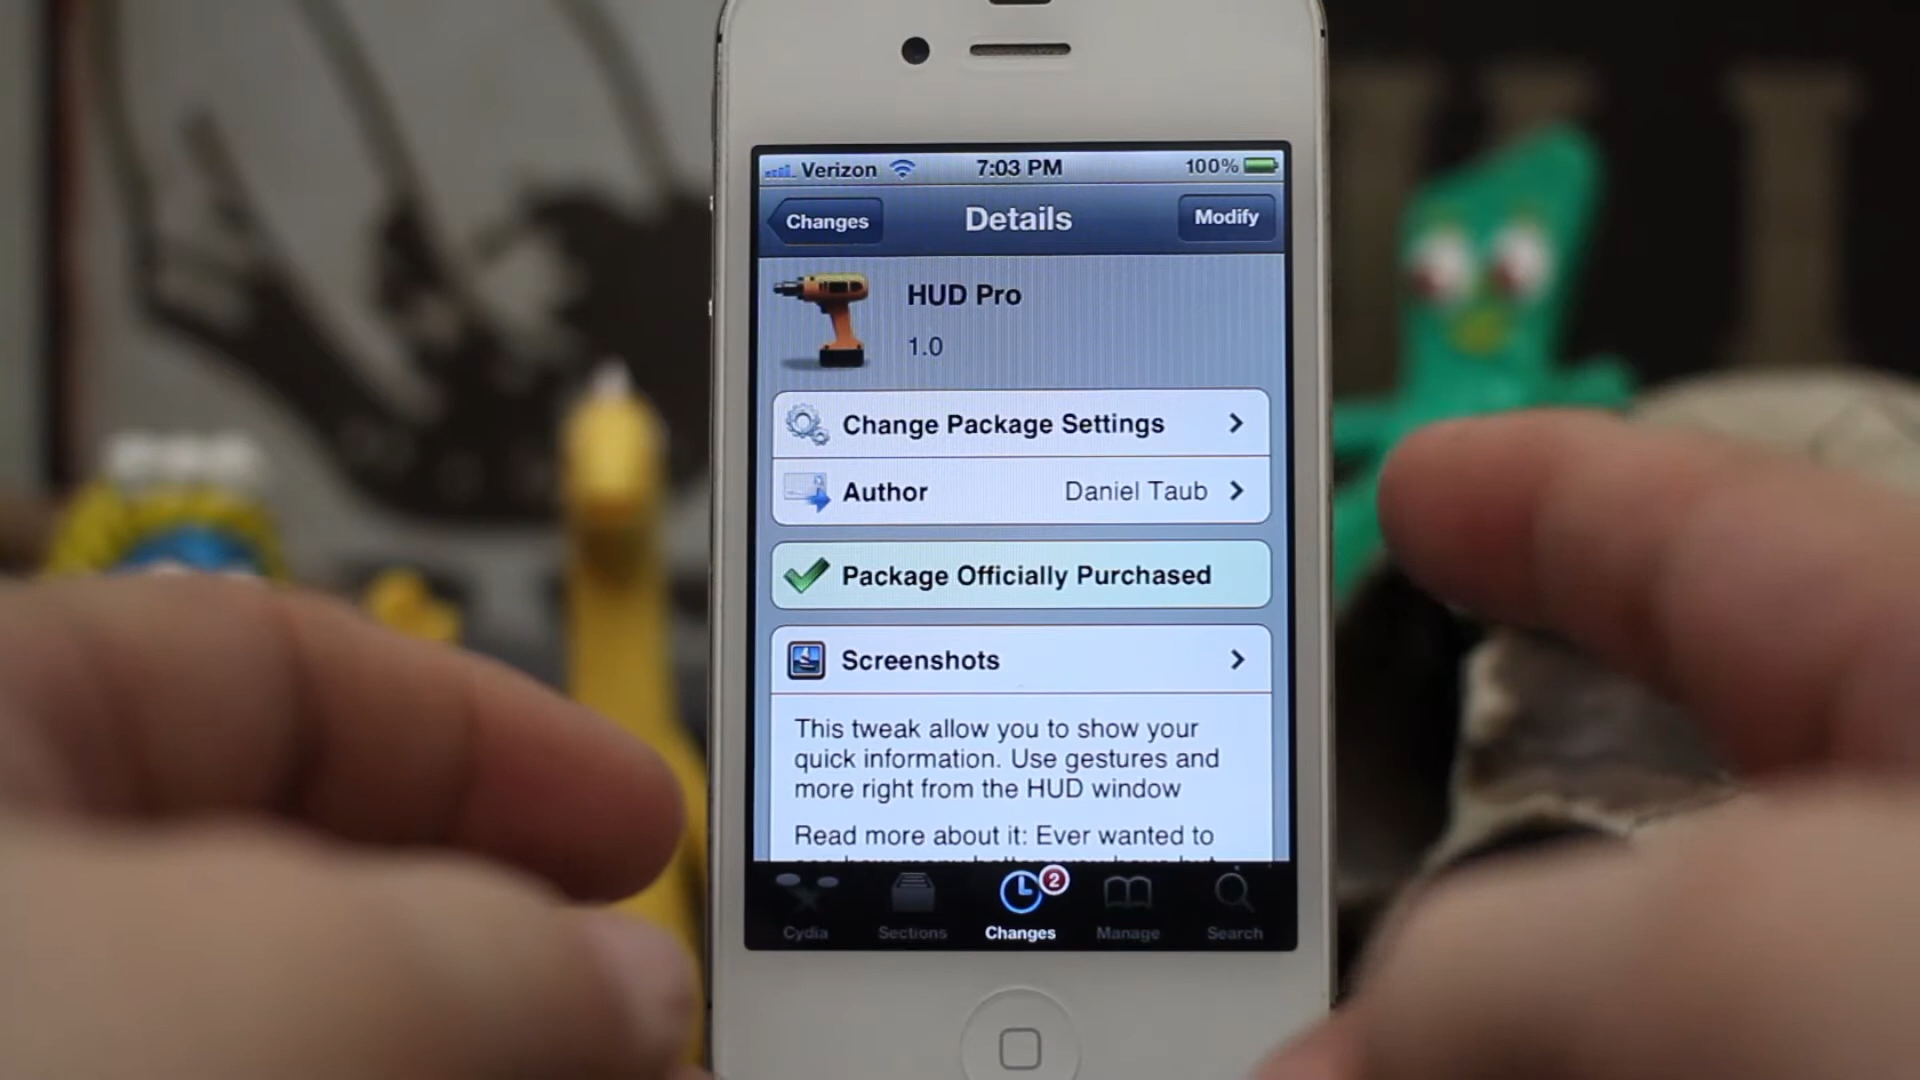 Verizon 7:03 PM 100%
Changes Details Modify
HUD Pro
1.0
Change Package Settings
Author Daniel Taub
Package Officially Purchased
Screenshots
This tweak allow you to show your
quick information. Use gestures and
more right from the HUD window
Read more about it: Ever wanted to
2
Cydia Sections Changes Manage Search